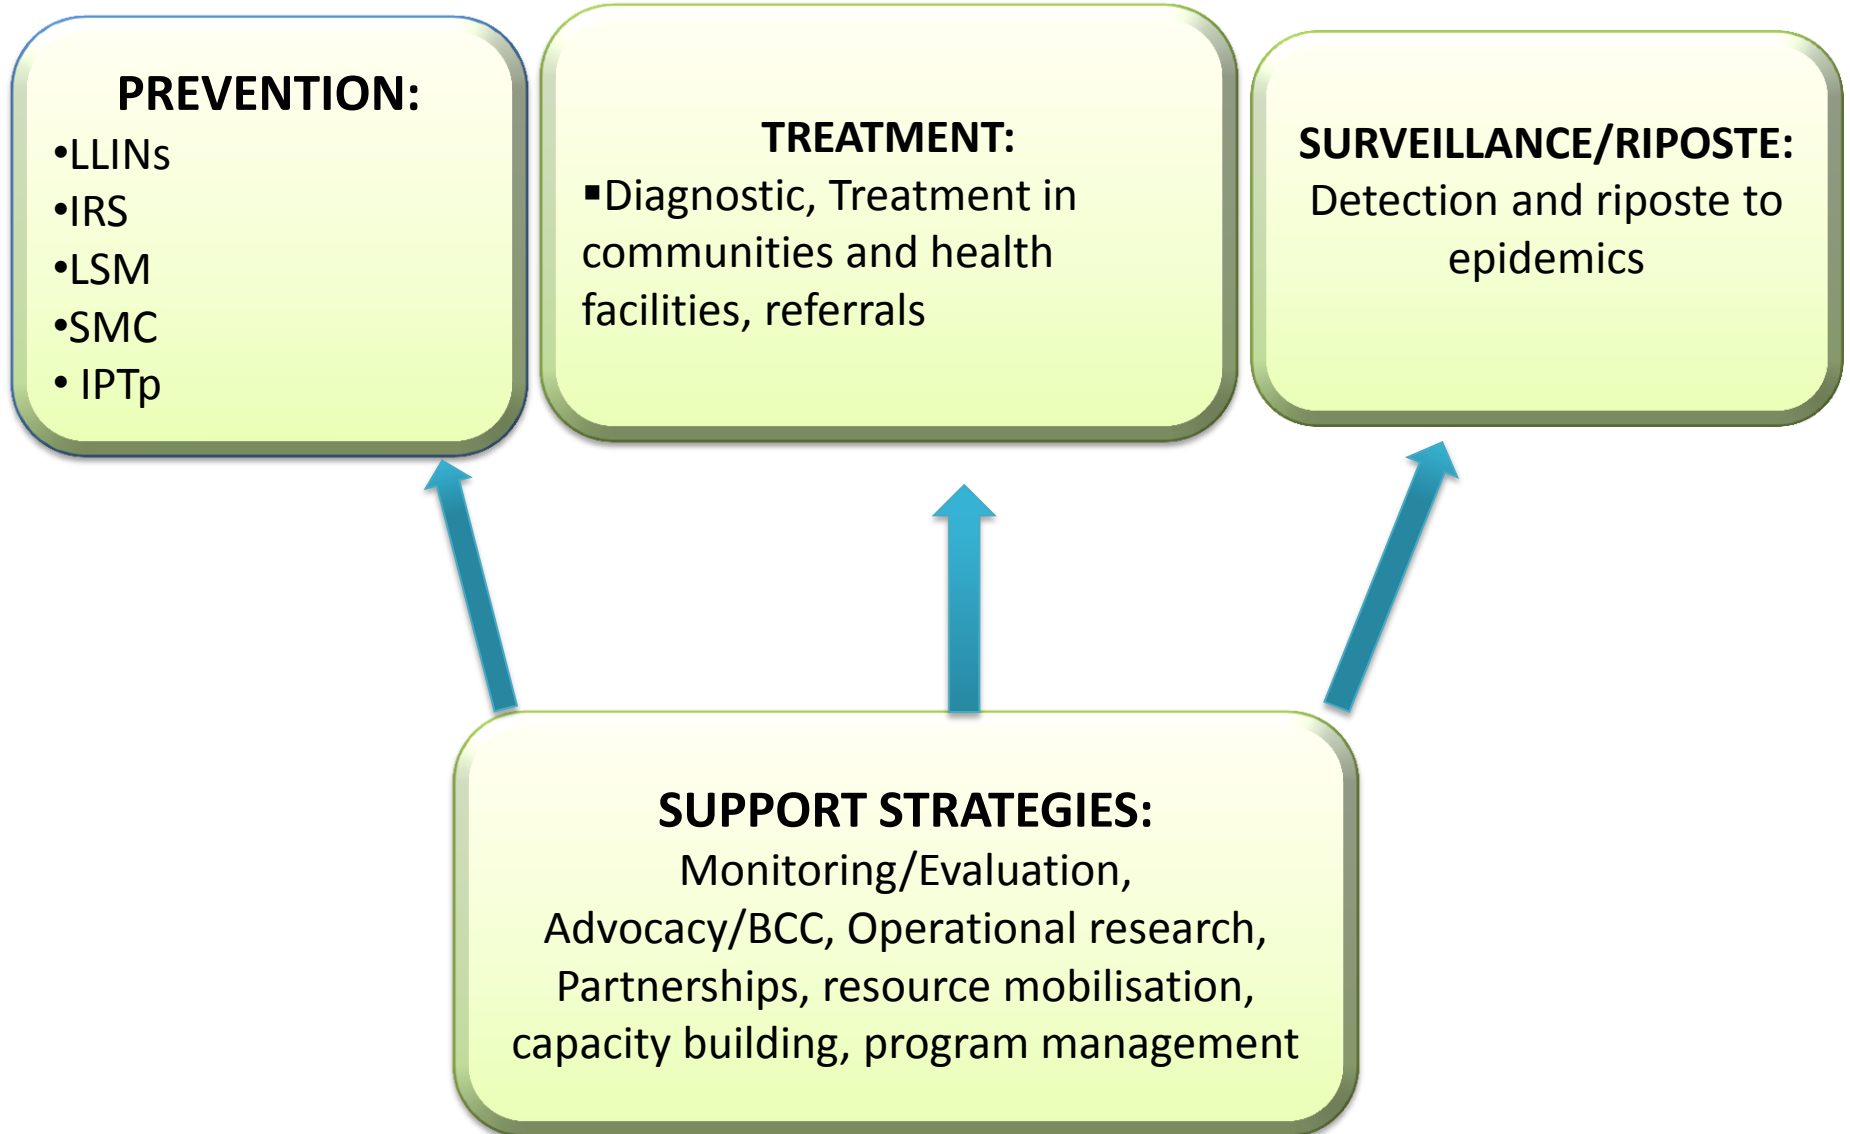 PREVENTION:
•LLINs
•IRS
•LSM
•SMC
• IPTp
TREATMENT:
▪Diagnostic, Treatment in
communities and health
facilities, referrals
SURVEILLANCE/RIPOSTE:
Detection and riposte to
epidemics
SUPPORT STRATEGIES:
Monitoring/Evaluation,
Advocacy/BCC, Operational research,
Partnerships, resource mobilisation,
capacity building, program management